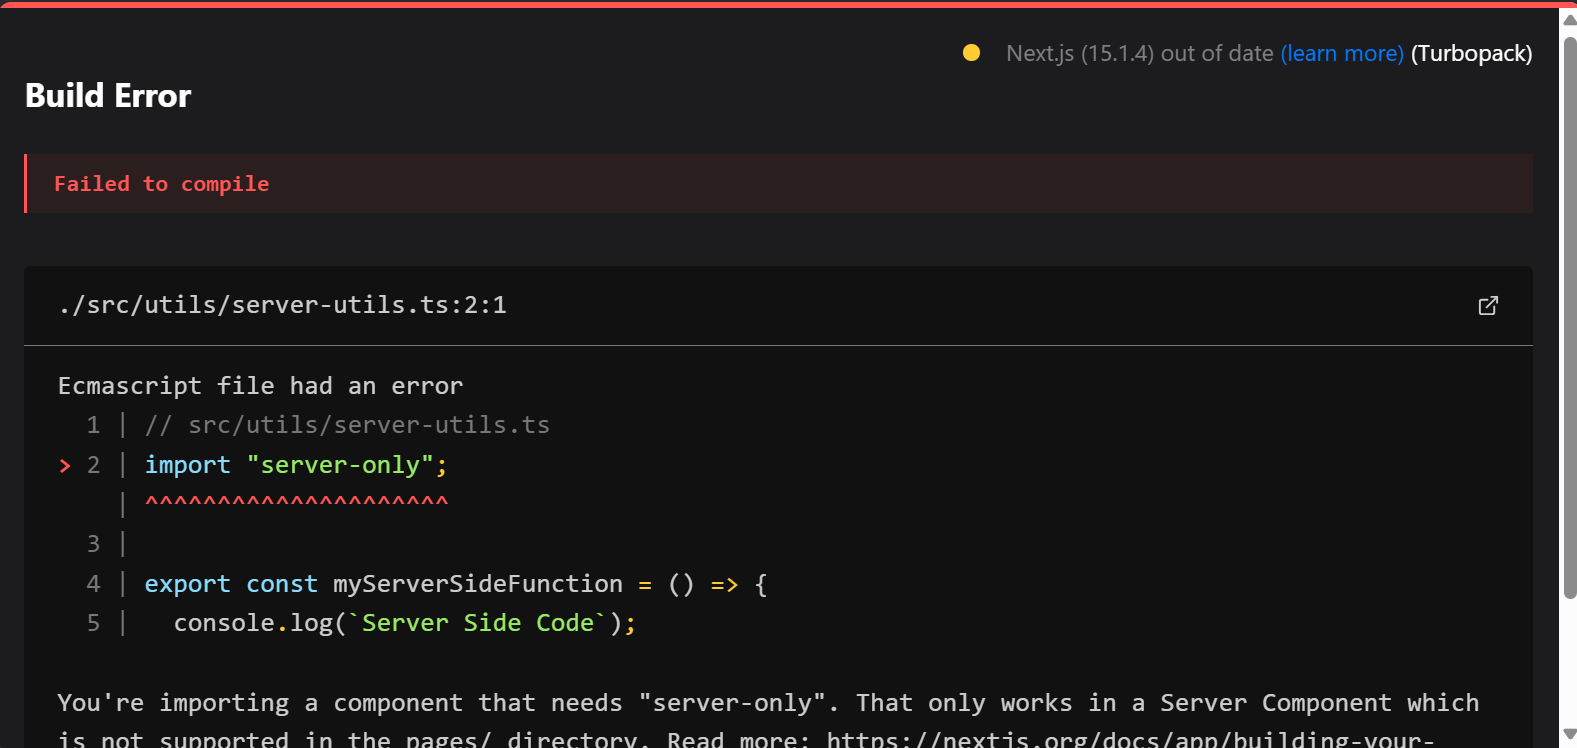 Next.js (15.1.4) out of date (learn more) (Turbopack)
Build Error
Failed to compile
./src/utils/server-utils.ts:2:1
Ecmascript file had an error
1 | // src/utils/server-utils.ts
> 2 | import "server-only";
| ^^^^^^^^^^^^^^^^^^^^^
3 |
4 | export const myServerSideFunction = () => {
5 |   console.log(`Server Side Code`);
You're importing a component that needs "server-only". That only works in a Server Component which
is not supported in the pages/ directory. Read more: https://nextjs.org/docs/app/building-your-